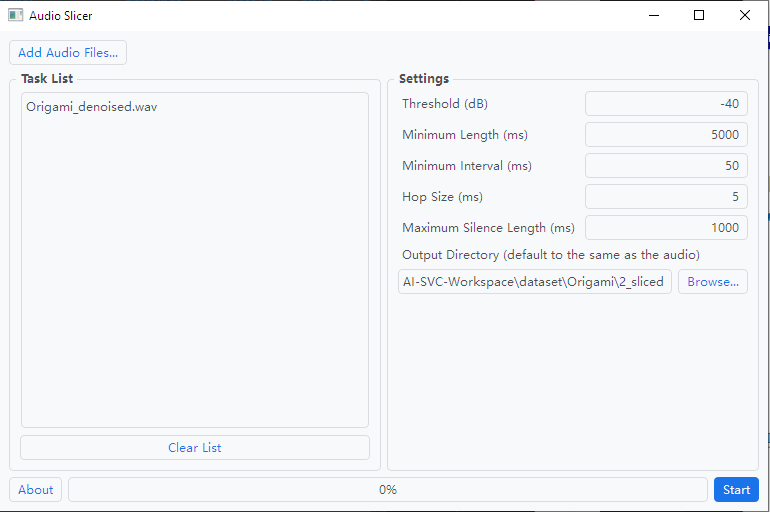 Audio Slicer
Add Audio Files...
Task List
Origami_denoised.wav
Clear List
Settings
Threshold (dB) -40
Minimum Length (ms) 5000
Minimum Interval (ms) 50
Hop Size (ms) 5
Maximum Silence Length (ms) 1000
Output Directory (default to the same as the audio)
AI-SVC-Workspace\dataset\Origami\2_sliced Browse...
About 0% Start